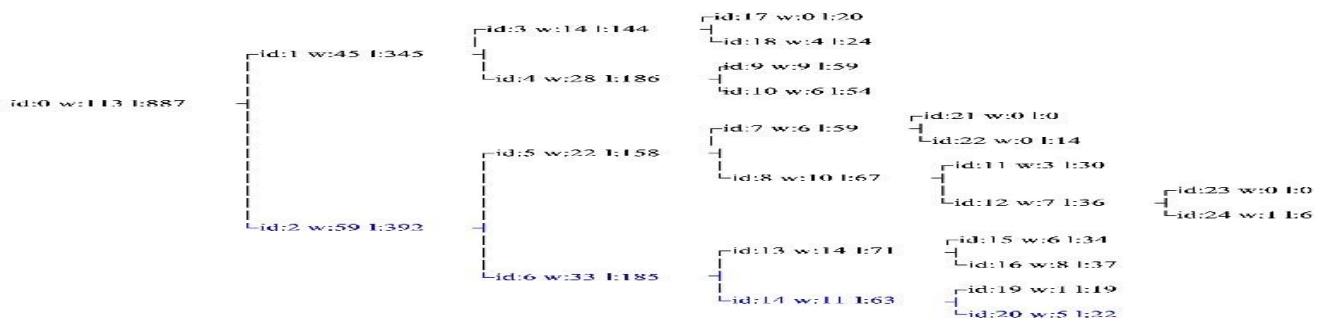 id:17 w:0 l:20
id:3 w:14 l:144
id:18 w:4 l:24
id:1 w:45 l:345
id:9 w:9 l:59
id:4 w:28 l:186
id:10 w:6 l:54
id:0 w:113 l:887
id:21 w:0 l:0
id:7 w:6 l:59
id:22 w:0 l:14
id:5 w:22 l:158
id:11 w:3 l:30
id:8 w:10 l:67
id:23 w:0 l:0
id:12 w:7 l:36
id:24 w:1 l:6
id:2 w:59 l:392
id:15 w:6 l:34
id:13 w:14 l:71
id:16 w:8 l:37
id:6 w:33 l:185
id:19 w:1 l:19
id:14 w:11 l:63
id:20 w:5 l:22